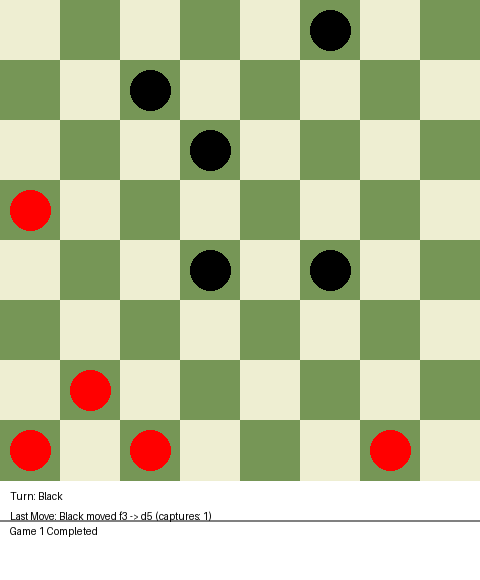 Turn: Black
Last Move: Black moved f3 -> d5 (captures: 1)
Game 1 Completed